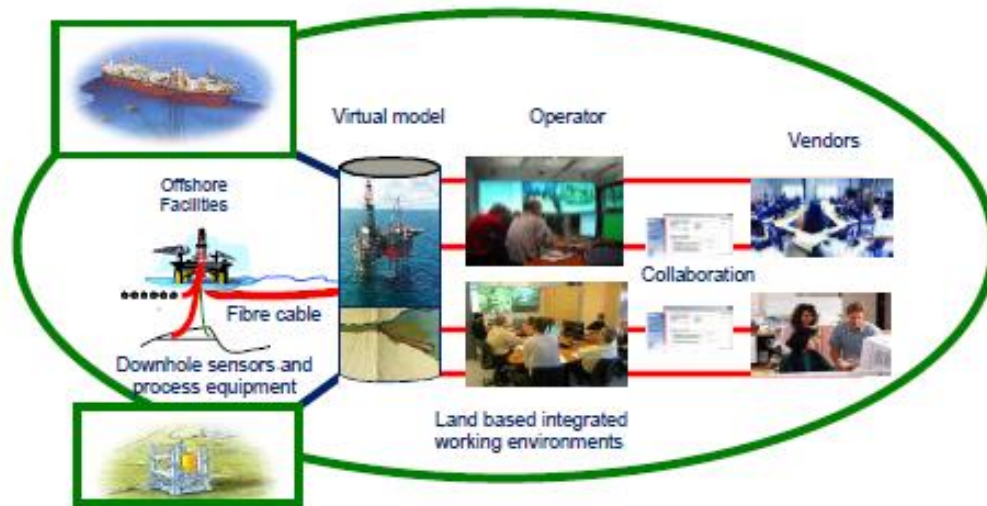 Virtual model
Operator
Vendors
Offshore
Facilities
Collaboration
Fibre cable
Downhole sensors and
process equipment
Land based integrated
working environments